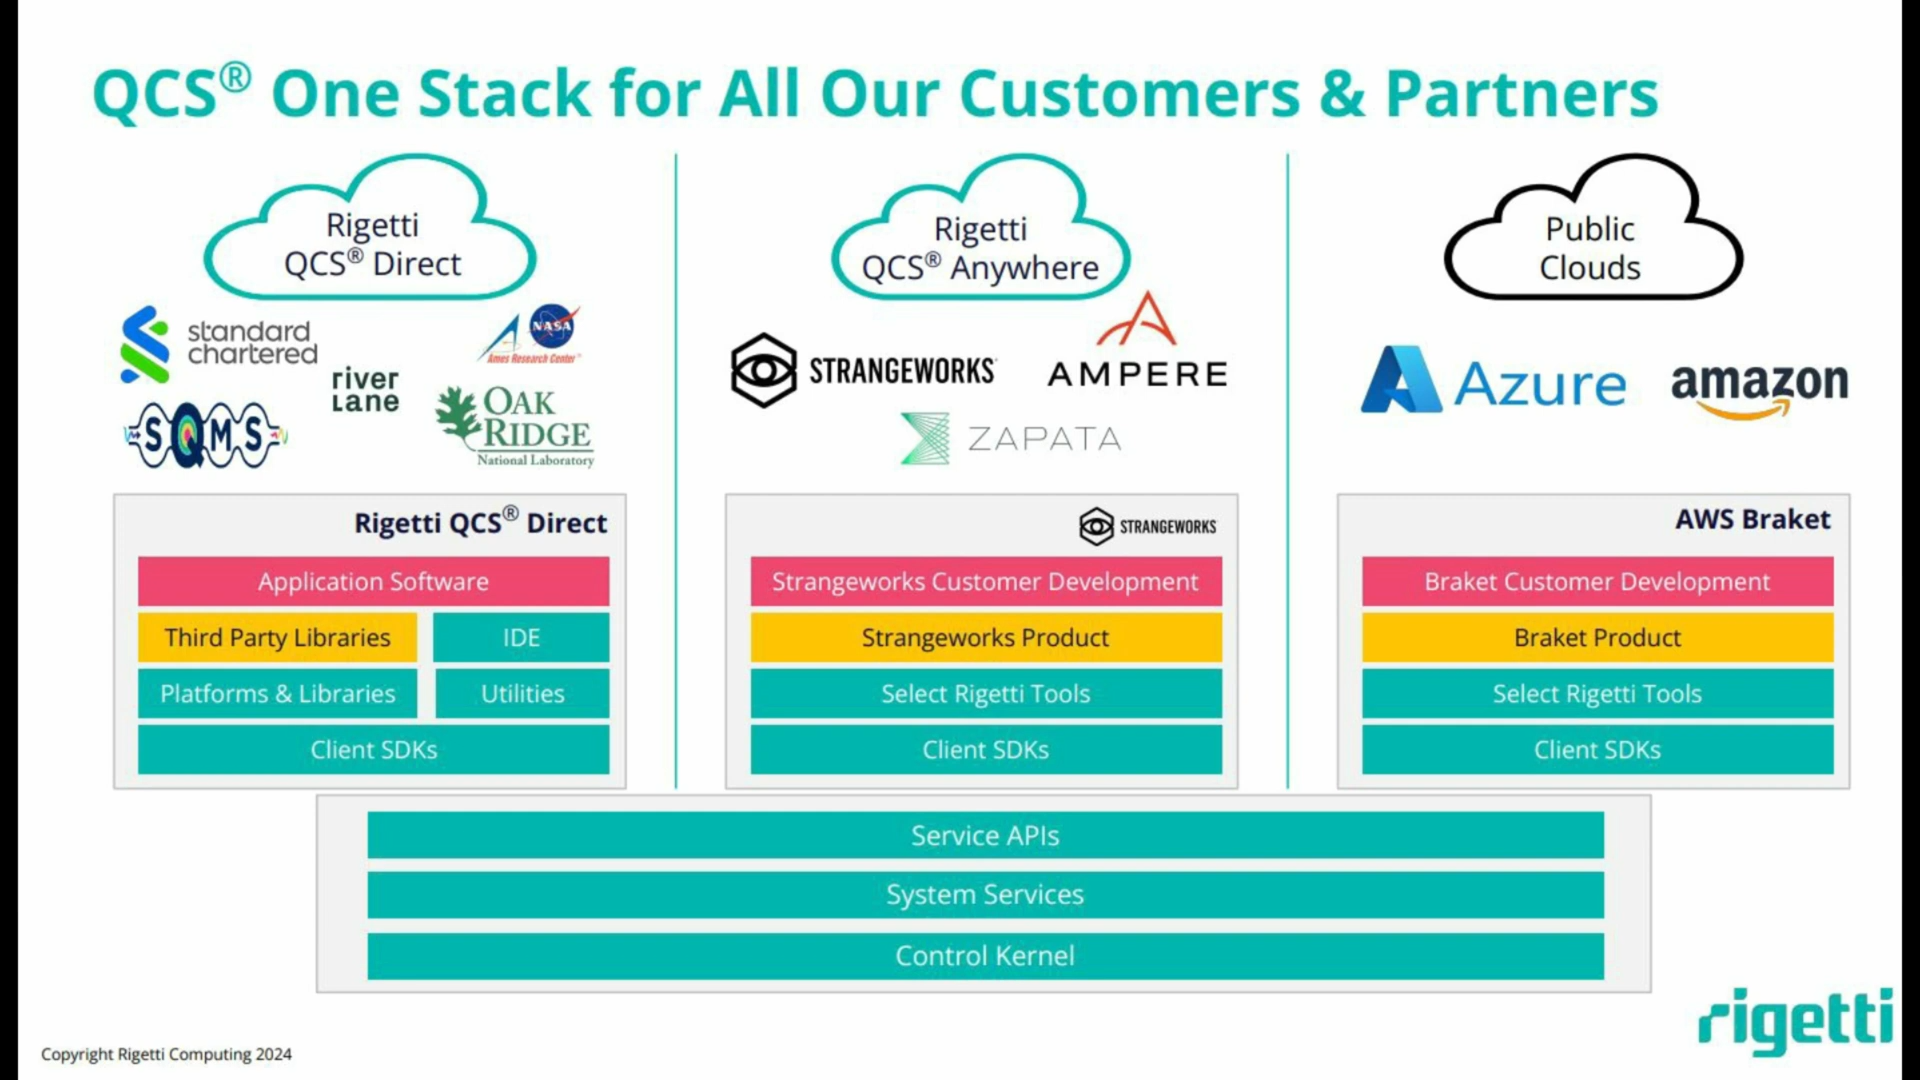 QCS® One Stack for All Our Customers & Partners
Rigetti
QCS® Direct
standard
chartered
NASA
Ames Research Center
river
Lane
SQMS
OAK
RIDGE
National Laboratory
Rigetti
QCS® Anywhere
STRANGEWORKS
AMPERE
ZAPATA
Public
Clouds
Azure
amazon
Rigetti QCS® Direct
Application Software
Third Party Libraries
IDE
Platforms & Libraries
Utilities
Client SDKs
STRANGEWORKS
Strangeworks Customer Development
Strangeworks Product
Select Rigetti Tools
Client SDKs
AWS Braket
Braket Customer Development
Braket Product
Select Rigetti Tools
Client SDKs
Service APIs
System Services
Control Kernel
rigetti
Copyright Rigetti Computing 2024